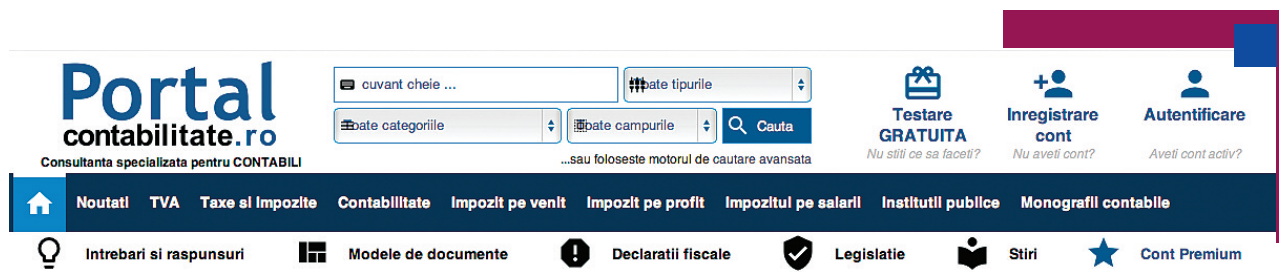 Portal
contabilitate.ro
Consultanta specializata pentru CONTABILI
cuvant cheie ...
oate tipurile
oate categoriile
oate campurile
Cauta
...sau foloseste motorul de cautare avansata
Testare
GRATUITA
Nu stiti ce sa faceti?
Inregistrare
cont
Nu aveti cont?
Autentificare
Aveti cont activ?
Noutati TVA Taxe si Impozite Contabilitate Impozit pe venit Impozit pe profit Impozitul pe salarii Institutii publice Monografii contabile
Intrebari si raspunsuri Modele de documente Declaratii fiscale Legislatie Stiri Cont Premium